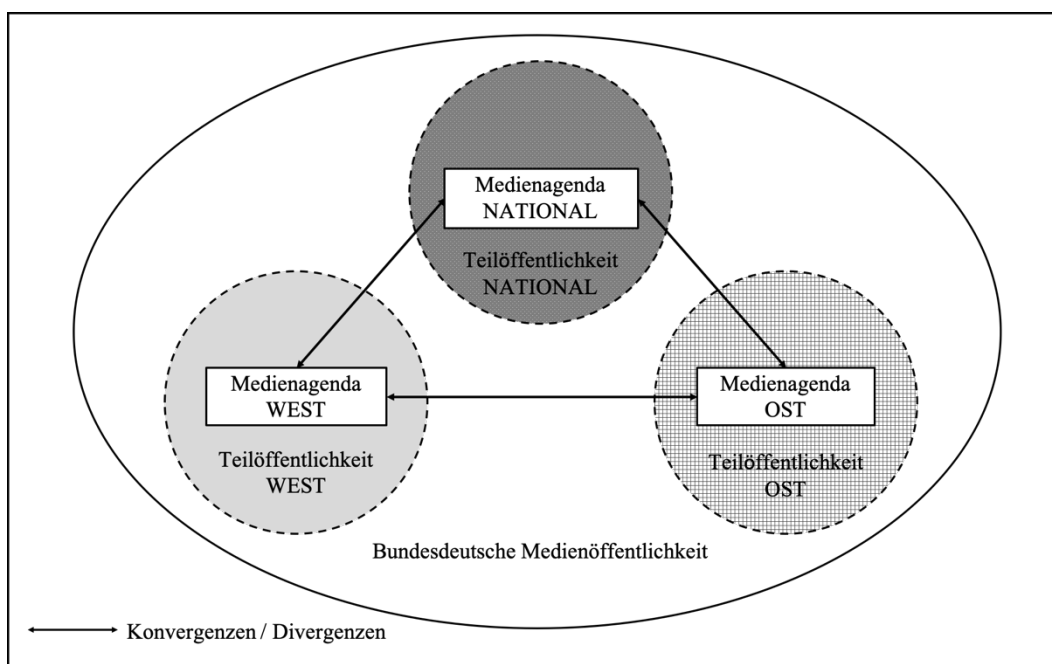 Medienagenda
NATIONAL
Teilöffentlichkeit
NATIONAL
Medienagenda
WEST
Teilöffentlichkeit
WEST
Medienagenda
OST
Teilöffentlichkeit
OST
Bundesdeutsche Medienöffentlichkeit
Konvergenzen / Divergenzen